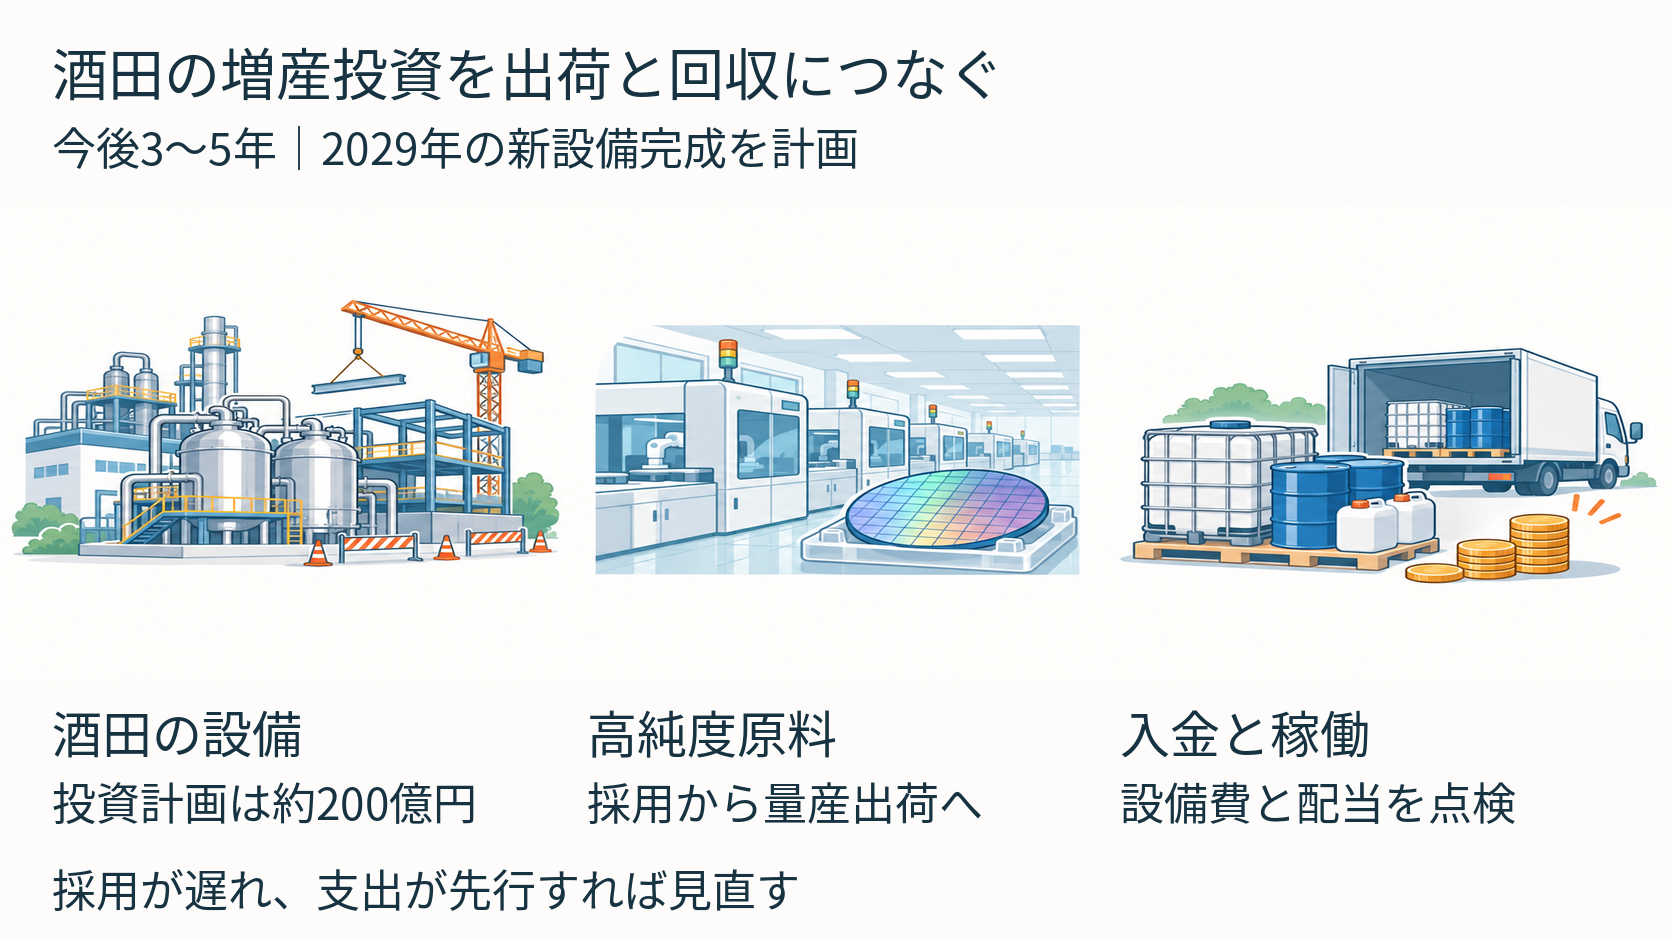 酒田の増産投資を出荷と回収につなぐ
今後3〜5年｜2029年の新設備完成を計画
酒田の設備
投資計画は約200億円
高純度原料
採用から量産出荷へ
入金と稼働
設備費と配当を点検
採用が遅れ、支出が先行すれば見直す